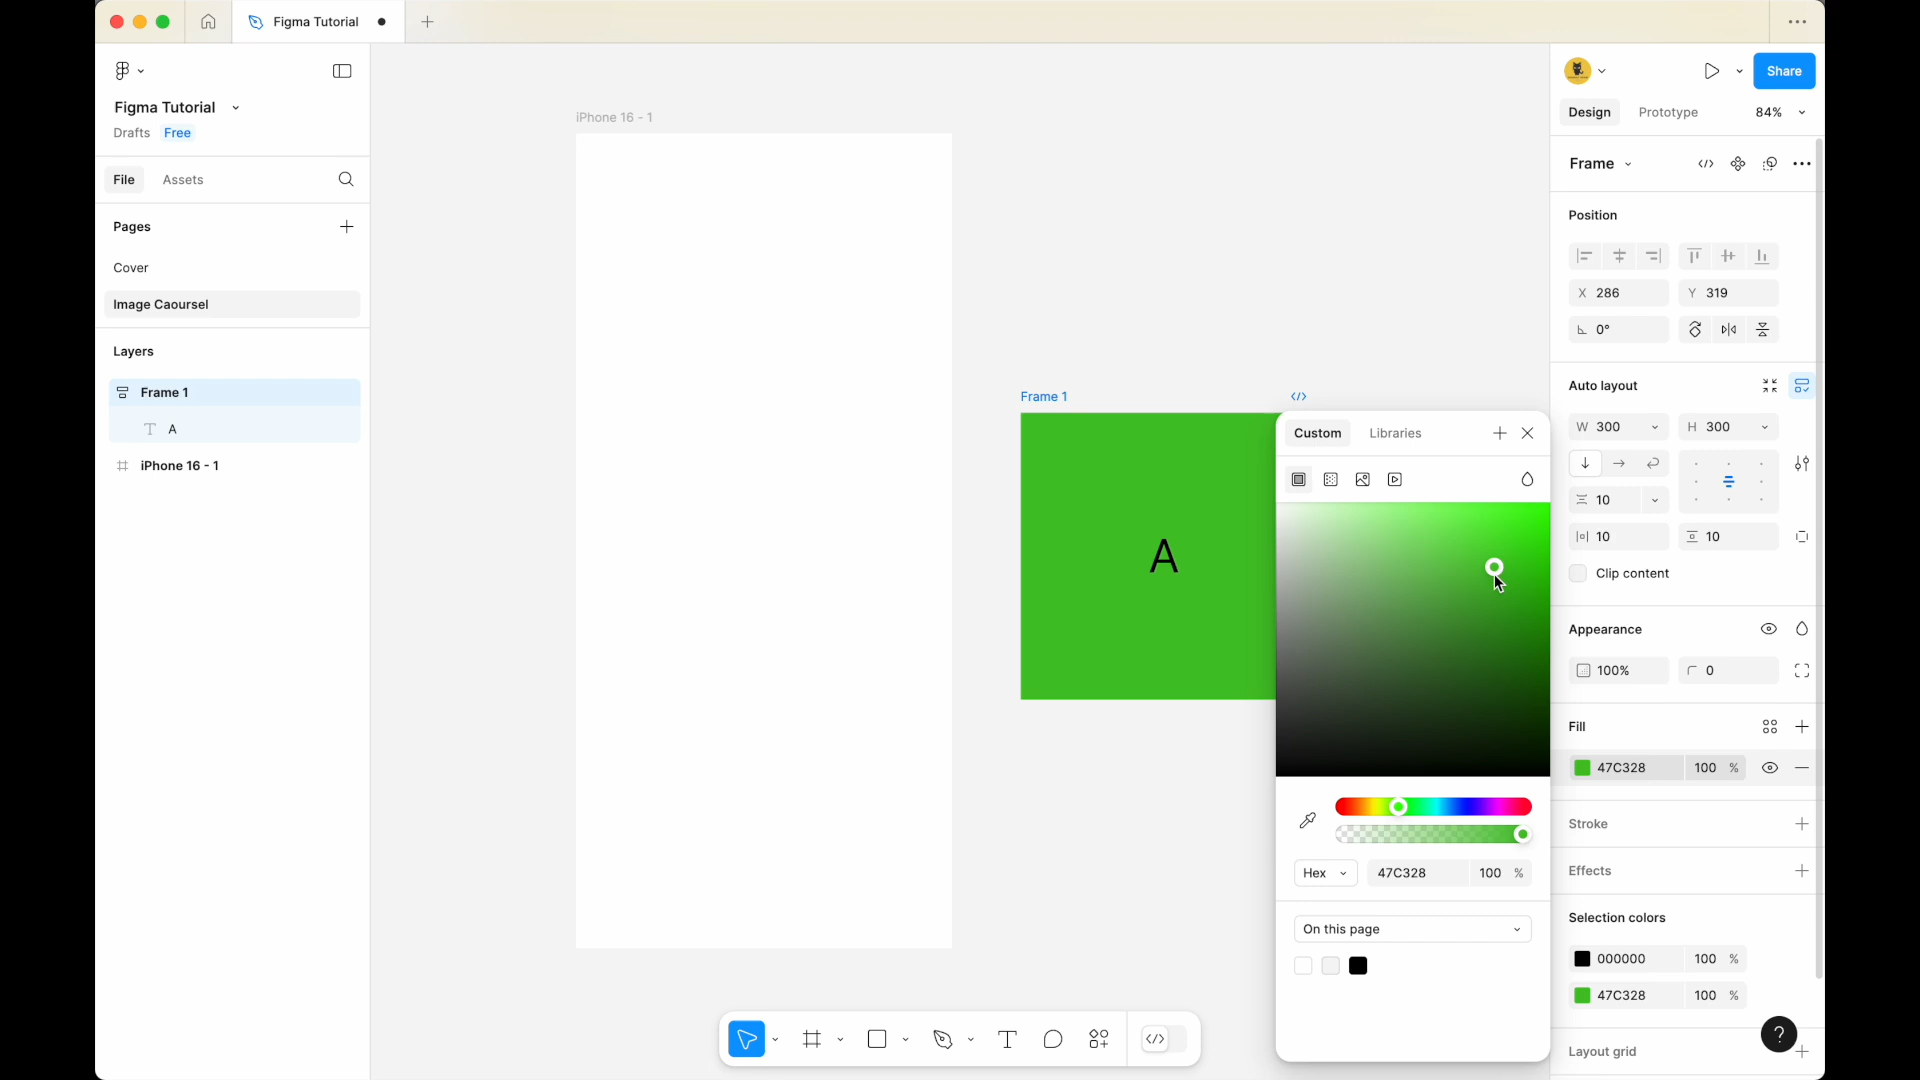 Figma Tutorial
Figma Tutorial
Drafts Free
File Assets
Pages
Cover
Image Caoursel
Layers
Frame 1
T A
iPhone 16 - 1
iPhone 16 - 1
Frame 1
A
Custom Libraries
Hex 47C328 100 %
On this page
Share
Design Prototype 84%
Frame
Position
X 286 Y 319
0°
Auto layout
W 300 H 300
10
10 10
Clip content
Appearance
100% 0
Fill
47C328 100 %
Stroke
Effects
Selection colors
000000 100 %
47C328 100 %
Layout grid
?